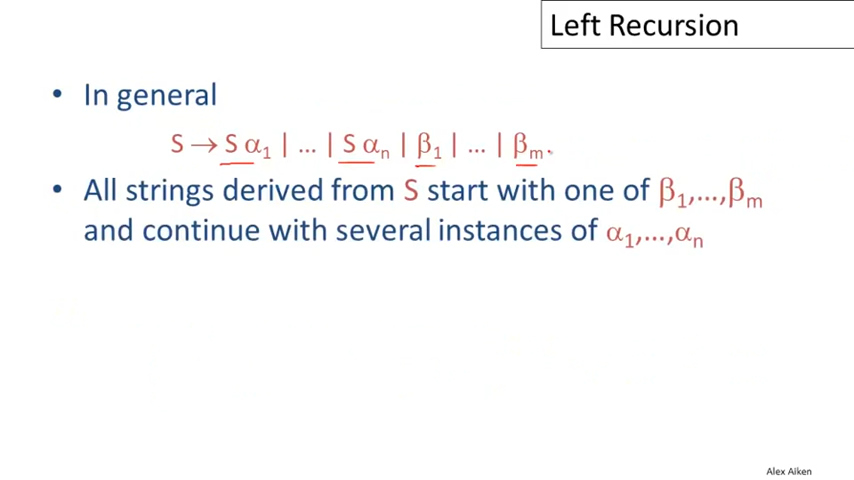 Left Recursion
• In general
S → S α₁ | ... | S αₙ | β₁ | ... | βₘ
• All strings derived from S start with one of β₁,...,βₘ
and continue with several instances of α₁,...,αₙ
Alex Aiken